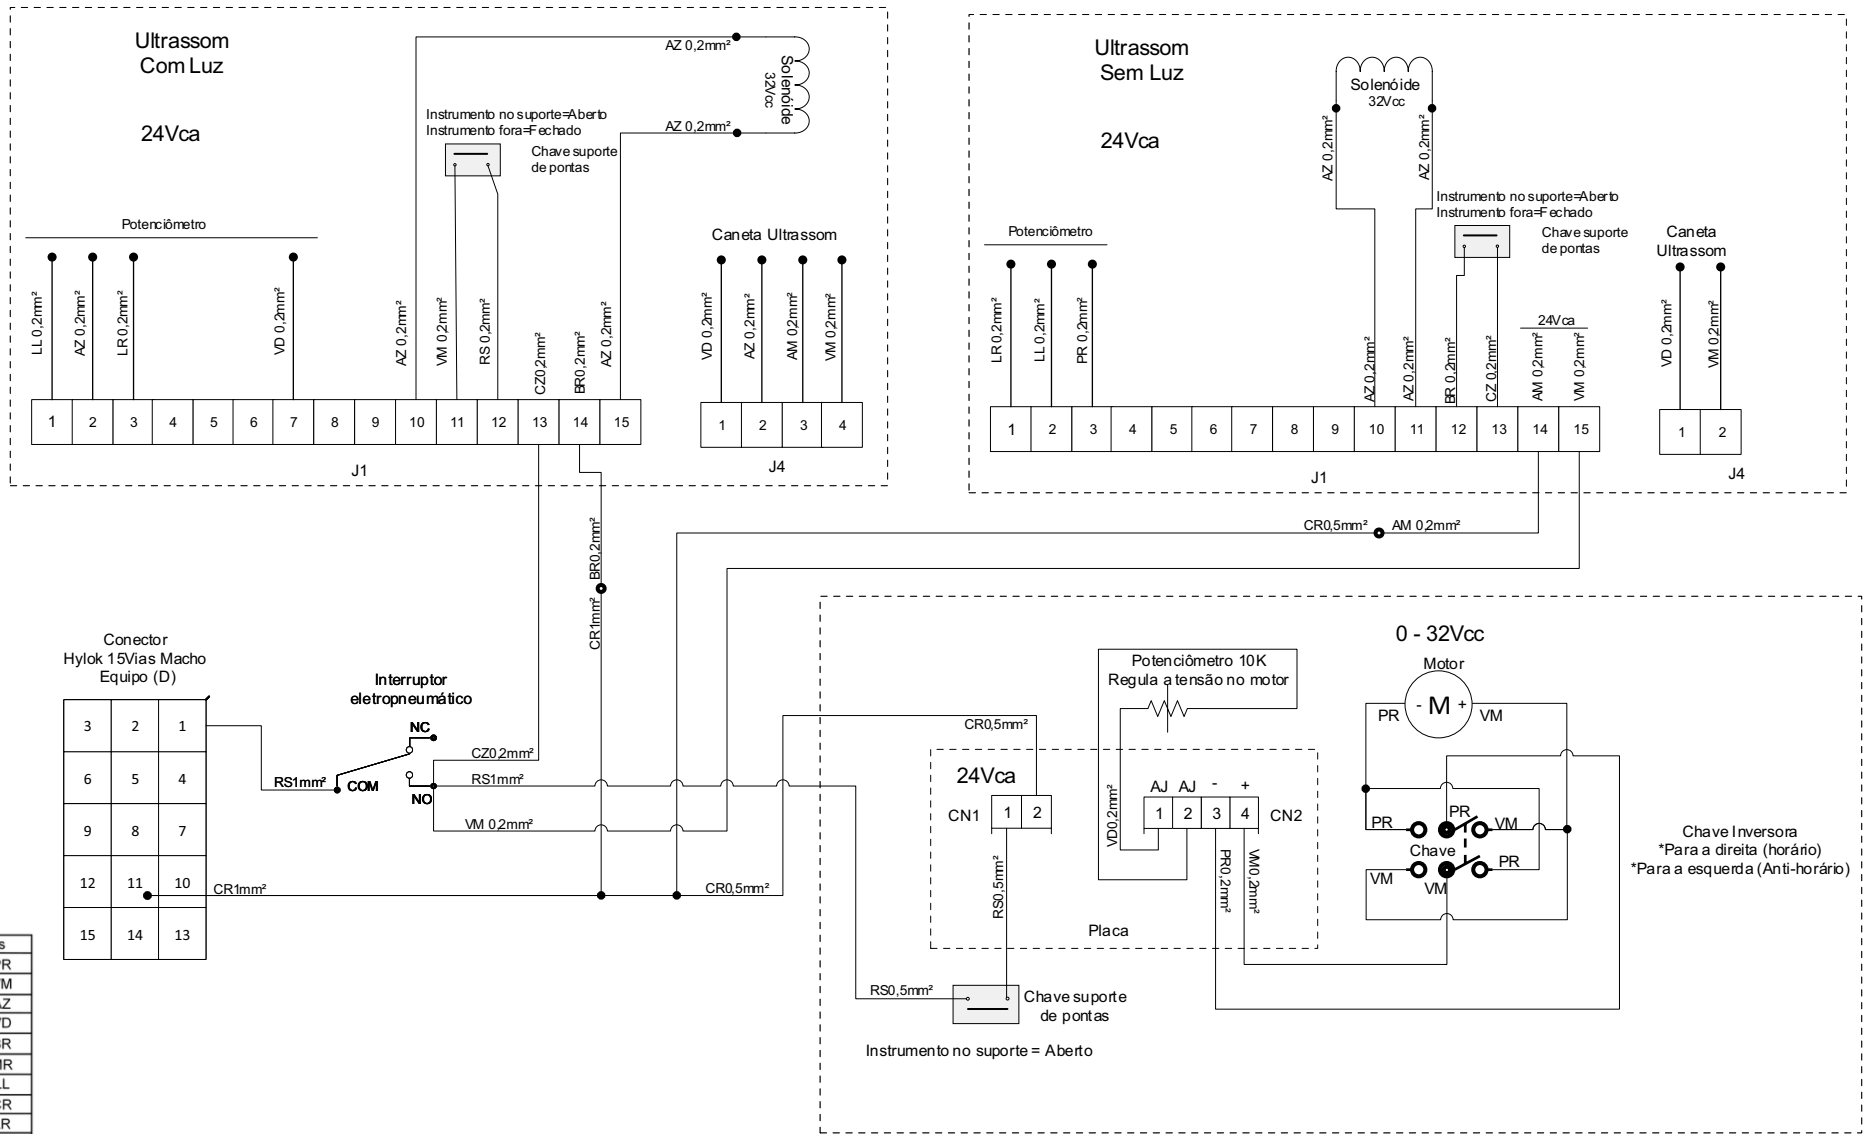 Ultrassom
Com Luz
24Vca
AZ 0,2mm²
Solenóide
32Vcc
AZ 0,2mm²
Instrumento no suporte=Aberto
Instrumento fora=Fechado
Chave suporte
de pontas
Potenciômetro
LL 0,2mm²
AZ 0,2mm²
LR 0,2mm²
VD 0,2mm²
AZ 0,2mm²
VM 0,2mm²
RS 0,2mm²
CZ0,2mm²
BR0,2mm²
AZ 0,2mm²
1 2 3 4 5 6 7 8 9 10 11 12 13 14 15
J1
Caneta Ultrassom
VD 0,2mm²
AZ 0,2mm²
AM 0,2mm²
VM 0,2mm²
1 2 3 4
J4
Ultrassom
Sem Luz
24Vca
Solenóide
32Vcc
AZ 0,2mm²
AZ 0,2mm²
Instrumento no suporte=Aberto
Instrumento fora=Fechado
Chave suporte
de pontas
Potenciômetro
LR 0,2mm²
LL 0,2mm²
PR 0,2mm²
AZ 0,2mm²
AZ 0,2mm²
BR 0,2mm²
CZ 0,2mm²
24Vca
AM 0,2mm²
VM 0,2mm²
1 2 3 4 5 6 7 8 9 10 11 12 13 14 15
J1
Caneta
Ultrassom
VD 0,2mm²
VM 0,2mm²
1 2
J4
CR0,5mm² AM 0,2mm²
BR0,2mm²
CR1mm²
Conector
Hylok 15Vias Macho
Equipo (D)
3 2 1
6 5 4
9 8 7
12 11 10
15 14 13
RS1mm²
Interruptor
eletropneumático
NC
COM
NO
CZ0,2mm²
RS1mm²
VM 0,2mm²
CR1mm²
CR0,5mm²
CR0,5mm²
Potenciômetro 10K
Regula a tensão no motor
24Vca
CN1
1 2
VD0,2mm²
AJ AJ - +
1 2 3 4
CN2
RS0,5mm²
PR0,2mm²
VM0,2mm²
Placa
RS0,5mm²
Chave suporte
de pontas
Instrumento no suporte = Aberto
0 - 32Vcc
Motor
- M +
PR
VM
PR
PR
VM
Chave
VM
VM
PR
Chave Inversora
*Para a direita (horário)
*Para a esquerda (Anti-horário)